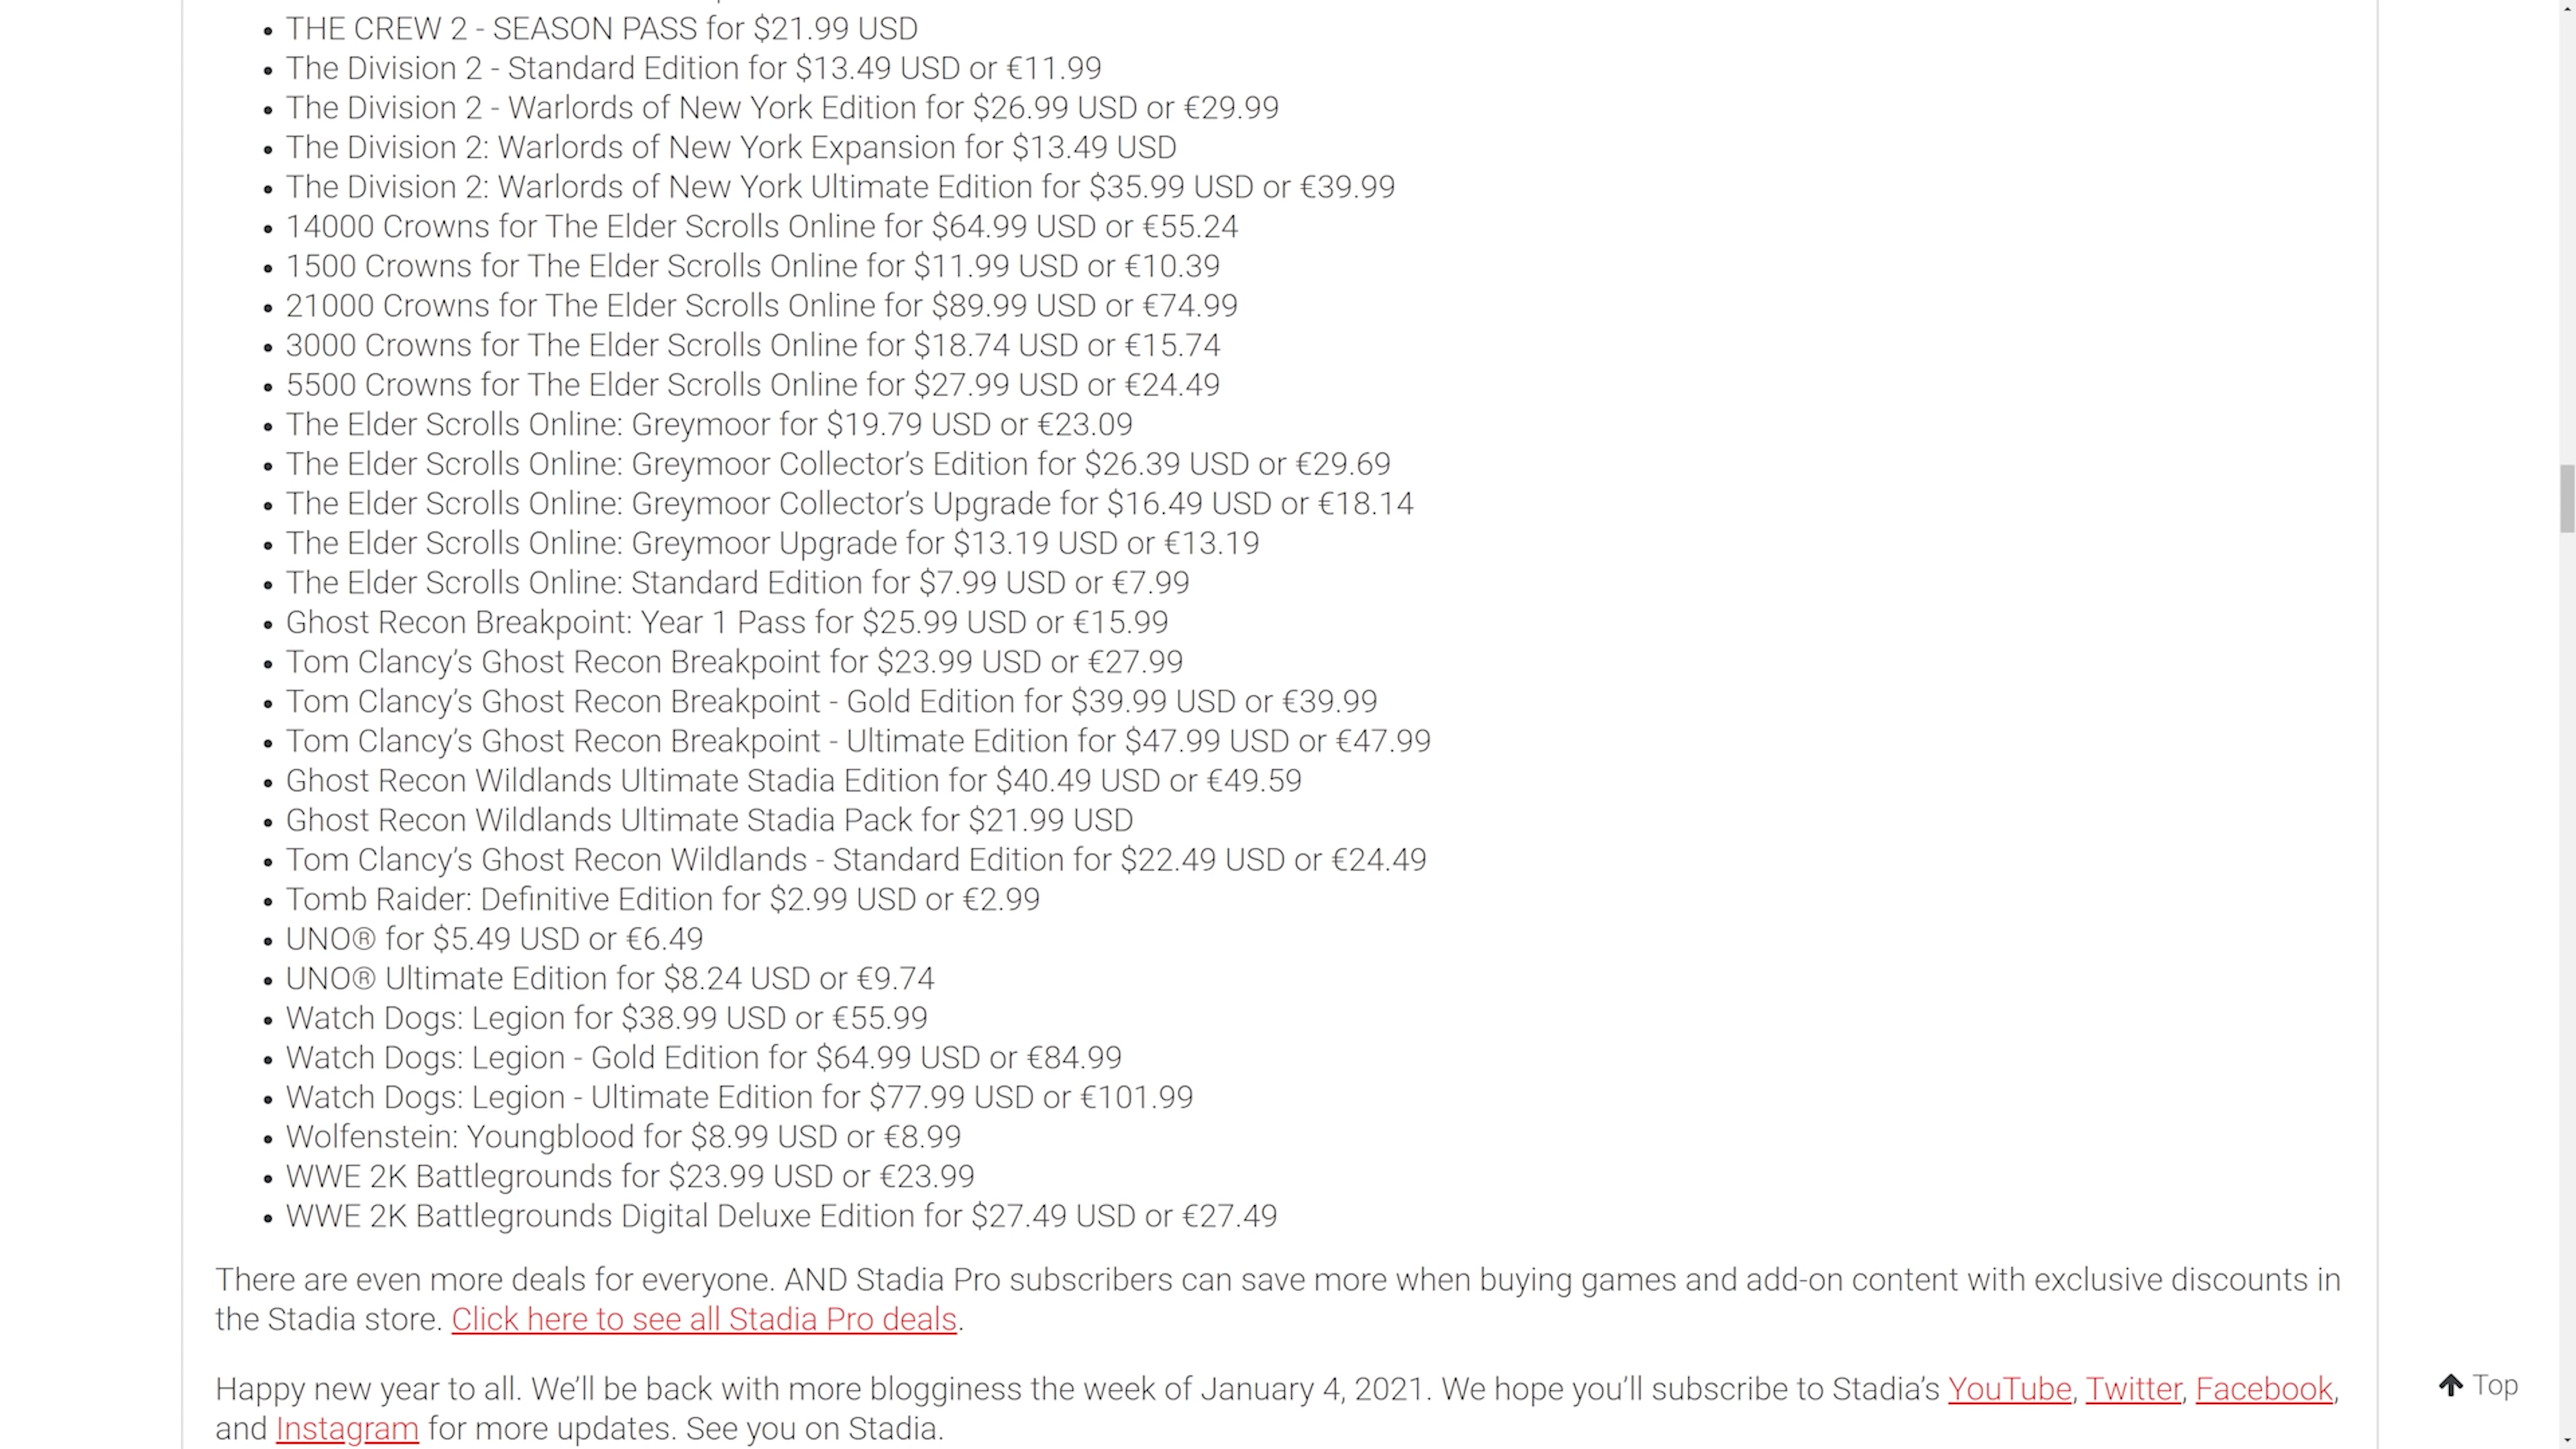 THE CREW 2 - SEASON PASS for $21.99 USD
The Division 2 - Standard Edition for $13.49 USD or €11.99
The Division 2 - Warlords of New York Edition for $26.99 USD or €29.99
The Division 2: Warlords of New York Expansion for $13.49 USD
The Division 2: Warlords of New York Ultimate Edition for $35.99 USD or €39.99
14000 Crowns for The Elder Scrolls Online for $64.99 USD or €55.24
1500 Crowns for The Elder Scrolls Online for $11.99 USD or €10.39
21000 Crowns for The Elder Scrolls Online for $89.99 USD or €74.99
3000 Crowns for The Elder Scrolls Online for $18.74 USD or €15.74
5500 Crowns for The Elder Scrolls Online for $27.99 USD or €24.49
The Elder Scrolls Online: Greymoor for $19.79 USD or €23.09
The Elder Scrolls Online: Greymoor Collector’s Edition for $26.39 USD or €29.69
The Elder Scrolls Online: Greymoor Collector’s Upgrade for $16.49 USD or €18.14
The Elder Scrolls Online: Greymoor Upgrade for $13.19 USD or €13.19
The Elder Scrolls Online: Standard Edition for $7.99 USD or €7.99
Ghost Recon Breakpoint: Year 1 Pass for $25.99 USD or €15.99
Tom Clancy’s Ghost Recon Breakpoint for $23.99 USD or €27.99
Tom Clancy’s Ghost Recon Breakpoint - Gold Edition for $39.99 USD or €39.99
Tom Clancy’s Ghost Recon Breakpoint - Ultimate Edition for $47.99 USD or €47.99
Ghost Recon Wildlands Ultimate Stadia Edition for $40.49 USD or €49.59
Ghost Recon Wildlands Ultimate Stadia Pack for $21.99 USD
Tom Clancy’s Ghost Recon Wildlands - Standard Edition for $22.49 USD or €24.49
Tomb Raider: Definitive Edition for $2.99 USD or €2.99
UNO® for $5.49 USD or €6.49
UNO® Ultimate Edition for $8.24 USD or €9.74
Watch Dogs: Legion for $38.99 USD or €55.99
Watch Dogs: Legion - Gold Edition for $64.99 USD or €84.99
Watch Dogs: Legion - Ultimate Edition for $77.99 USD or €101.99
Wolfenstein: Youngblood for $8.99 USD or €8.99
WWE 2K Battlegrounds for $23.99 USD or €23.99
WWE 2K Battlegrounds Digital Deluxe Edition for $27.49 USD or €27.49
There are even more deals for everyone. AND Stadia Pro subscribers can save more when buying games and add-on content with exclusive discounts in
the Stadia store. Click here to see all Stadia Pro deals.
Happy new year to all. We’ll be back with more blogginess the week of January 4, 2021. We hope you’ll subscribe to Stadia’s YouTube, Twitter, Facebook,
and Instagram for more updates. See you on Stadia.
Top